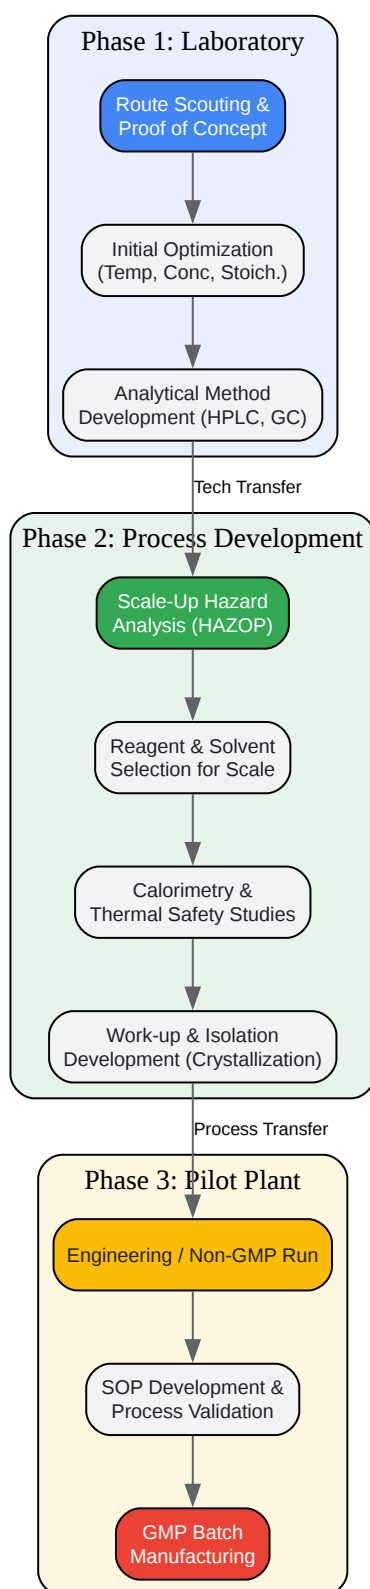 Phase 1: Laboratory
Route Scouting &
Proof of Concept
Initial Optimization
(Temp, Conc, Stoich.)
Analytical Method
Development (HPLC, GC)
Tech Transfer
Phase 2: Process Development
Scale-Up Hazard
Analysis (HAZOP)
Reagent & Solvent
Selection for Scale
Calorimetry &
Thermal Safety Studies
Work-up & Isolation
Development (Crystallization)
Process Transfer
Phase 3: Pilot Plant
Engineering / Non-GMP Run
SOP Development &
Process Validation
GMP Batch
Manufacturing